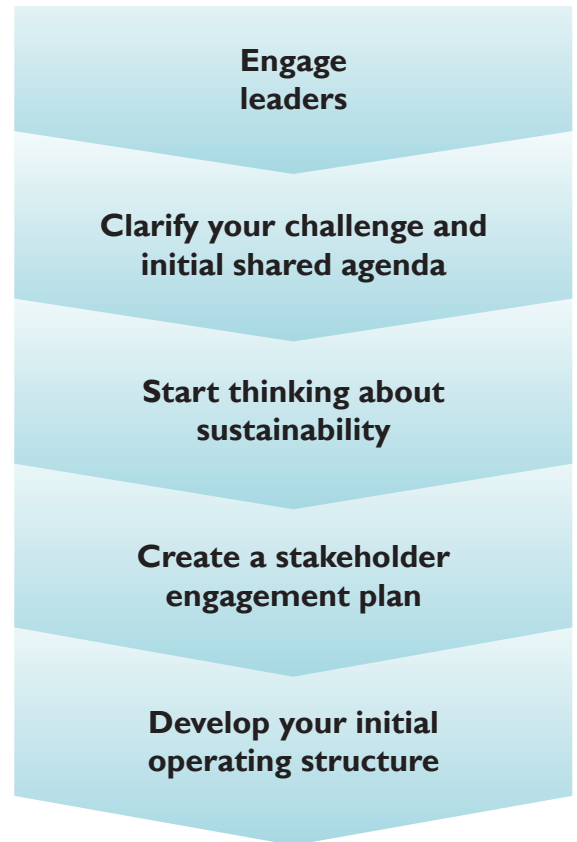 Engage
leaders
Clarify your challenge and
initial shared agenda
Start thinking about
sustainability
Create a stakeholder
engagement plan
Develop your initial
operating structure